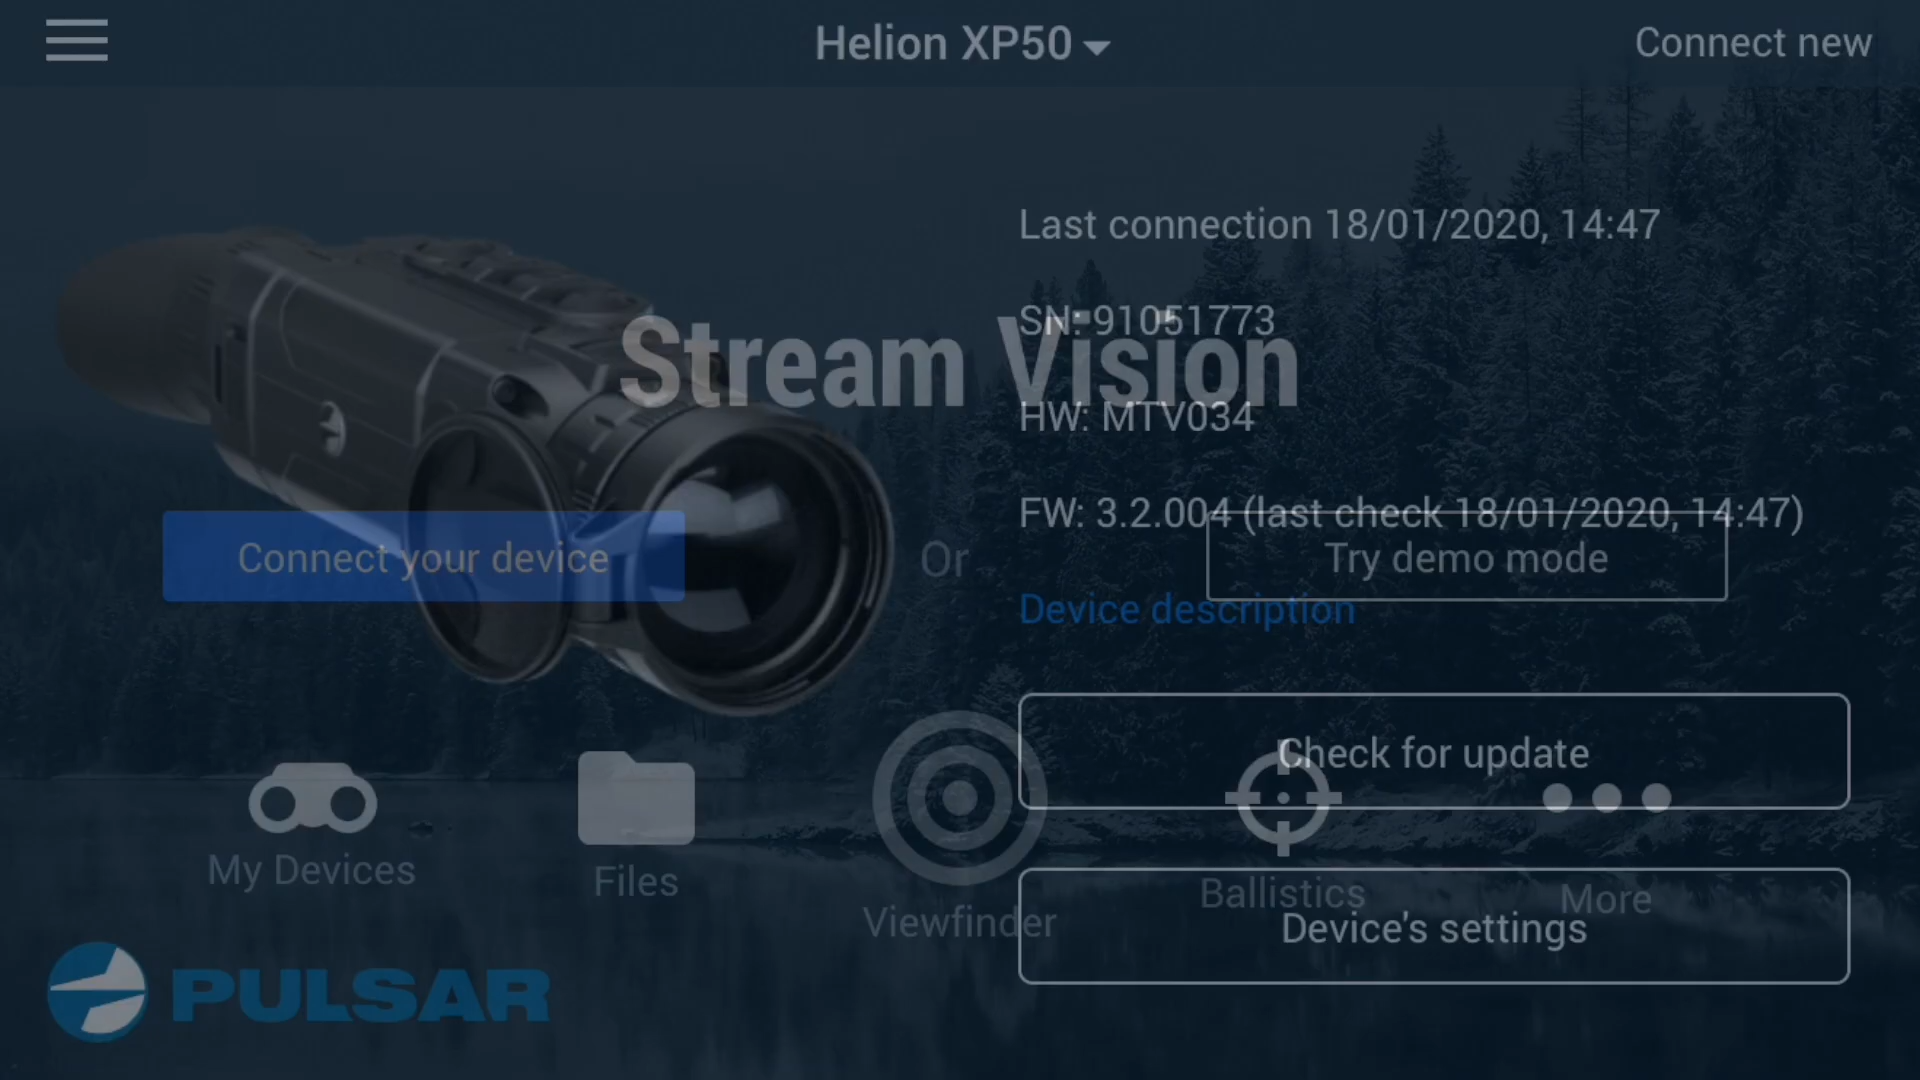 Helion XP50
Connect new
Last connection 18/01/2020, 14:47
SN: 91051773
Stream Vision
HW: MTV034
FW: 3.2.004 (last check 18/01/2020, 14:47)
Connect your device
Or
Try demo mode
Device description
Check for update
My Devices
Files
Viewfinder
Ballistics
More
Device's settings
PULSAR